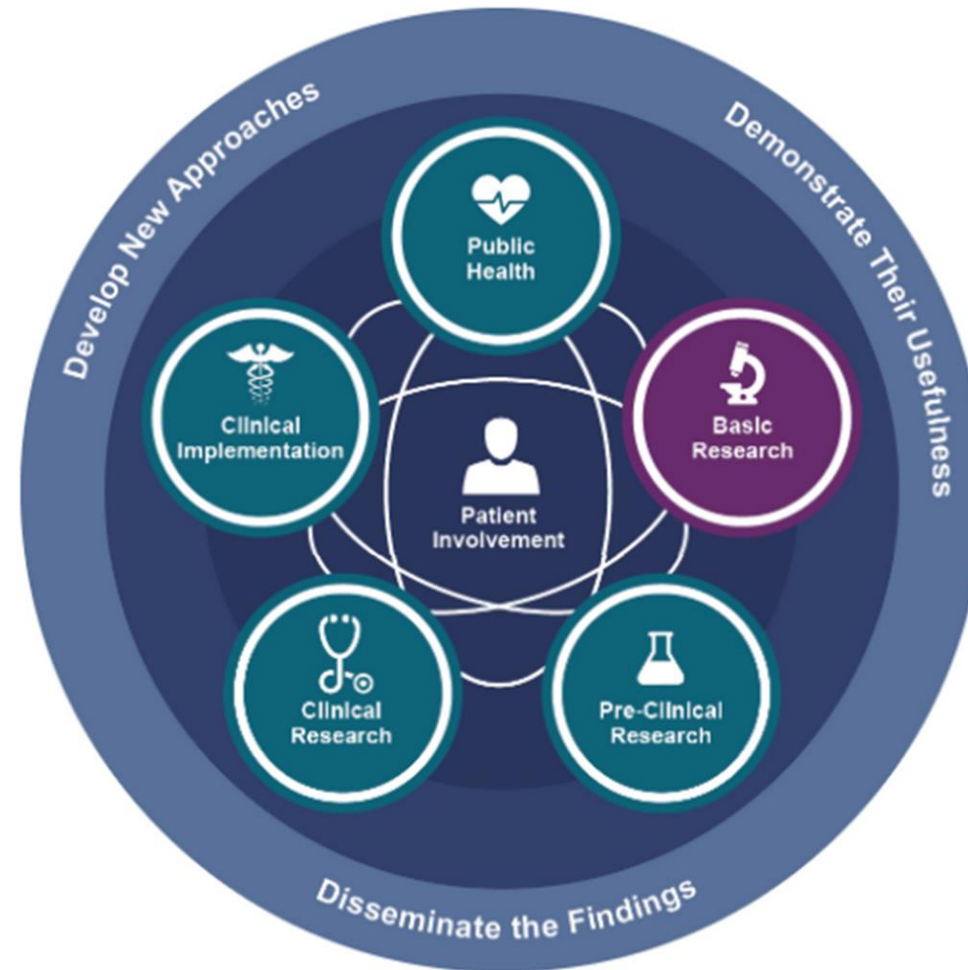 Develop New Approaches
Demonstrate Their Usefulness
Public
Health
Clinical
Implementation
Basic
Research
Patient
Involvement
Clinical
Research
Pre-Clinical
Research
Disseminate the Findings